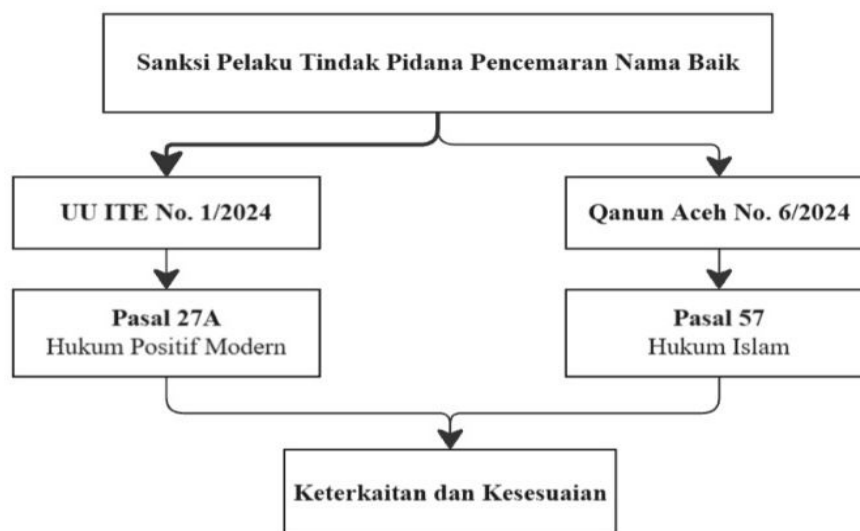 Sanksi Pelaku Tindak Pidana Pencemaran Nama Baik
UU ITE No. 1/2024
Qanun Aceh No. 6/2024
Pasal 27A
Hukum Positif Modern
Pasal 57
Hukum Islam
Keterkaitan dan Kesesuaian